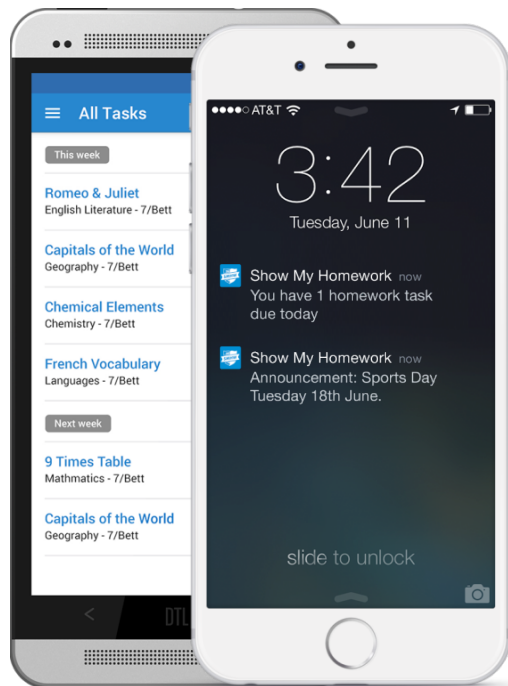 All Tasks
This week
Romeo & Juliet
English Literature - 7/Bett
Capitals of the World
Geography - 7/Bett
Chemical Elements
Chemistry - 7/Bett
French Vocabulary
Languages - 7/Bett
Next week
9 Times Table
Mathmatics - 7/Bett
Capitals of the World
Geography - 7/Bett
DTL
AT&T
3:42
Tuesday, June 11
Show My Homework now
You have 1 homework task
due today
Show My Homework now
Announcement: Sports Day
Tuesday 18th June.
slide to unlock